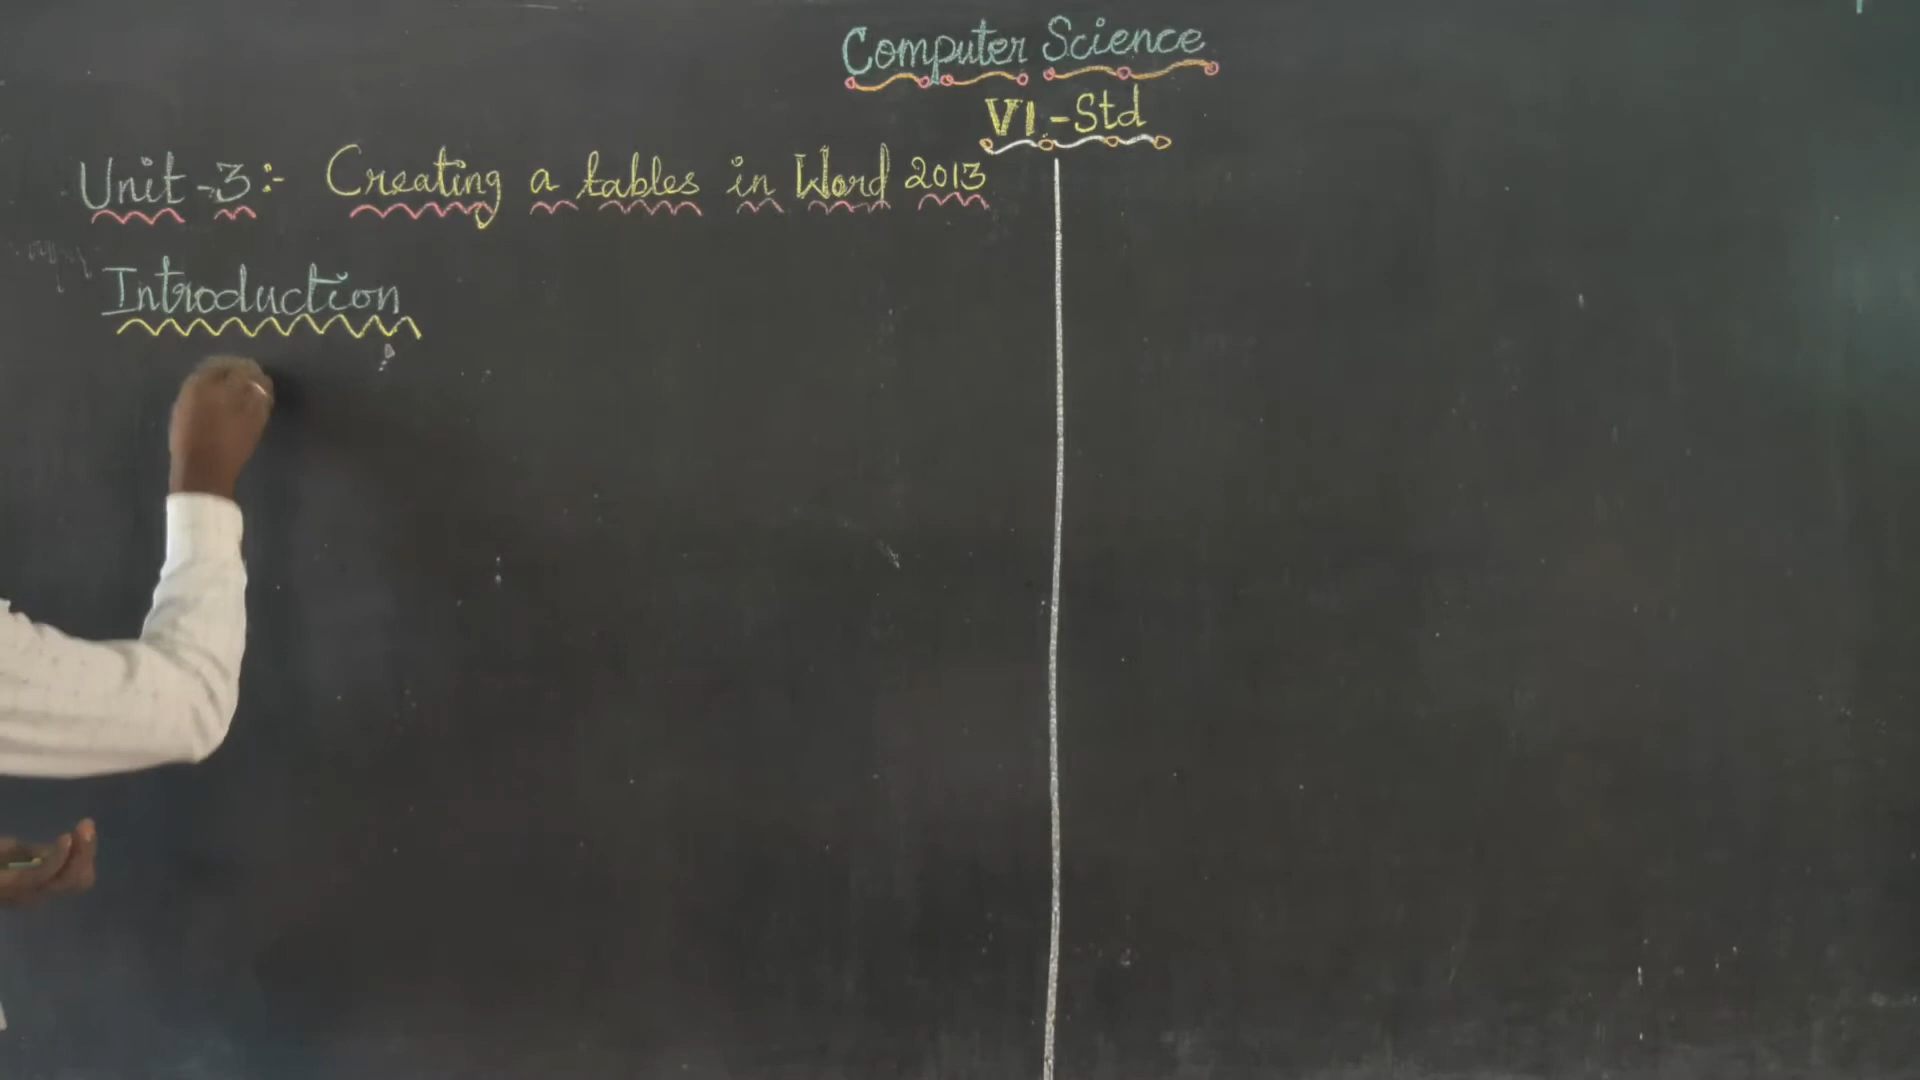 Computer Science
VI-Std
Unit-3:- Creating a tables in Word 2013
Introduction